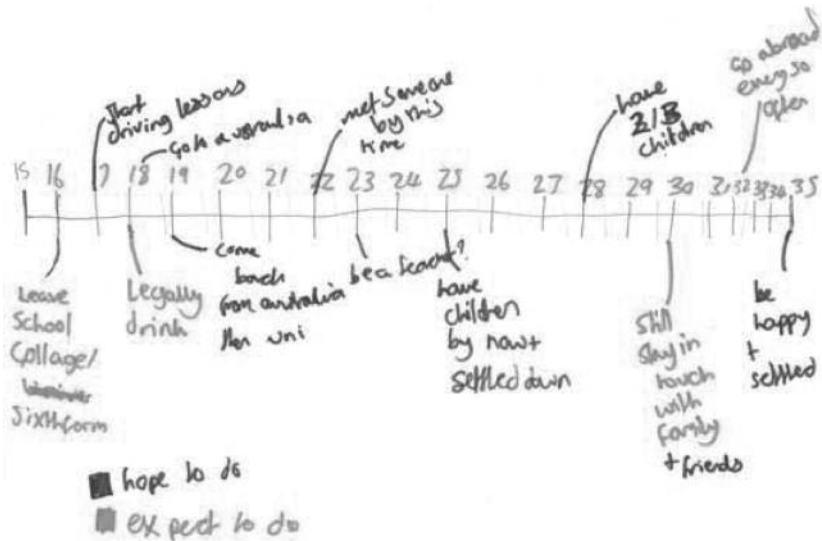 go abroad
every so
often
start
driving lessons
Go to australia
met someone
by this
time
have
2/3
children
15 16 7 18 19 20 21 22 23 24 25 26 27 28 29 30 31 32 33 34 35
Leave
School
Collage/
Sixth form
Legally
drink
come
back
from australia
then uni
be a teacher?
have
children
by now +
settled down
Still
stay in
touch
with
family
+ friends
be
happy
+
settled
hope to do
expect to do